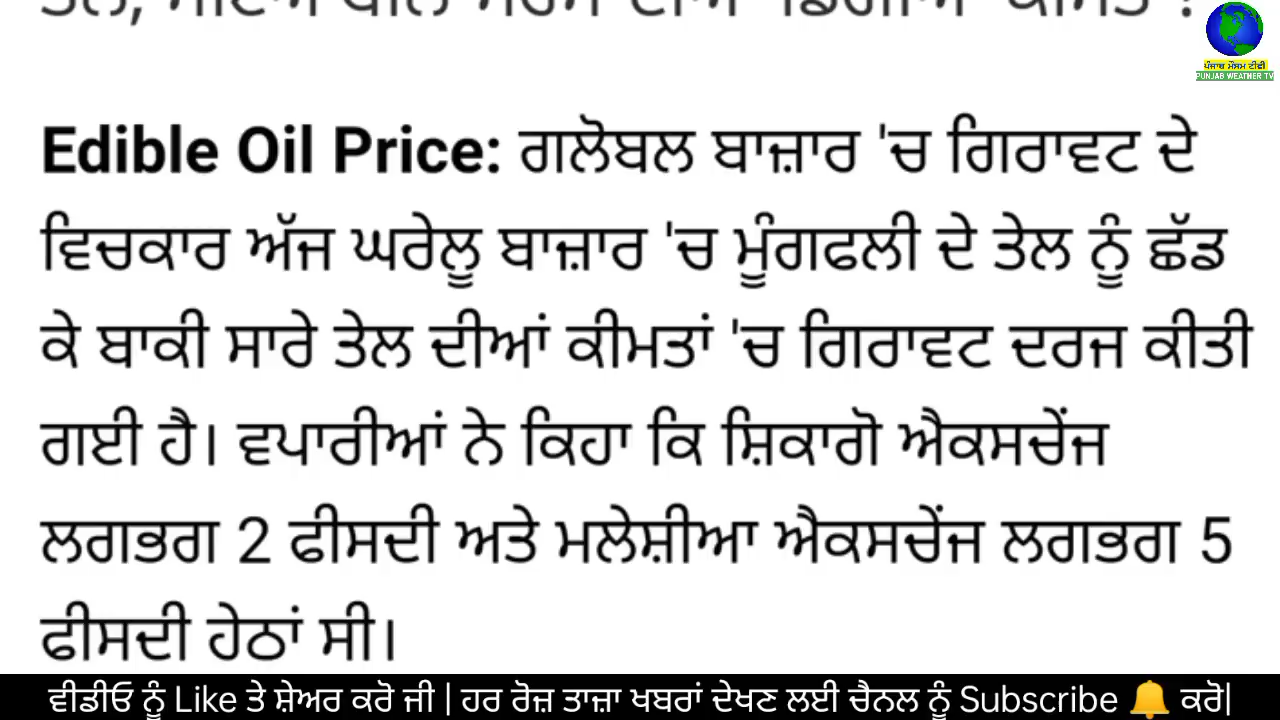 ਪੰਜਾਬ ਮੌਸਮ ਟੀਵੀ
PUNJAB WEATHER TV
Edible Oil Price: ਗਲੋਬਲ ਬਾਜ਼ਾਰ 'ਚ ਗਿਰਾਵਟ ਦੇ
ਵਿਚਕਾਰ ਅੱਜ ਘਰੇਲੂ ਬਾਜ਼ਾਰ 'ਚ ਮੂੰਗਫਲੀ ਦੇ ਤੇਲ ਨੂੰ ਛੱਡ
ਕੇ ਬਾਕੀ ਸਾਰੇ ਤੇਲ ਦੀਆਂ ਕੀਮਤਾਂ 'ਚ ਗਿਰਾਵਟ ਦਰਜ ਕੀਤੀ
ਗਈ ਹੈ। ਵਪਾਰੀਆਂ ਨੇ ਕਿਹਾ ਕਿ ਸ਼ਿਕਾਗੋ ਐਕਸਚੇਂਜ
ਲਗਭਗ 2 ਫੀਸਦੀ ਅਤੇ ਮਲੇਸ਼ੀਆ ਐਕਸਚੇਂਜ ਲਗਭਗ 5
ਫੀਸਦੀ ਹੇਠਾਂ ਸੀ।
ਵੀਡੀਓ ਨੂੰ Like ਤੇ ਸ਼ੇਅਰ ਕਰੋ ਜੀ | ਹਰ ਰੋਜ਼ ਤਾਜ਼ਾ ਖਬਰਾਂ ਦੇਖਣ ਲਈ ਚੈਨਲ ਨੂੰ Subscribe 🔔 ਕਰੋ|